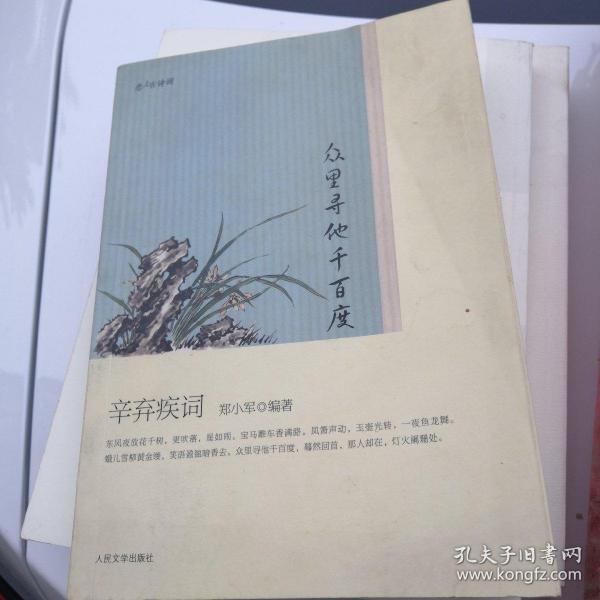 恋上古诗词
众里寻他千百度
辛弃疾词 郑小军◎编著
东风夜放花千树，更吹落，星如雨。宝马雕车香满路。凤箫声动，玉壶光转，一夜鱼龙舞。
蛾儿雪柳黄金缕，笑语盈盈暗香去。众里寻他千百度，蓦然回首，那人却在，灯火阑珊处。
人民文学出版社
孔夫子旧书网
www.kongfz.com